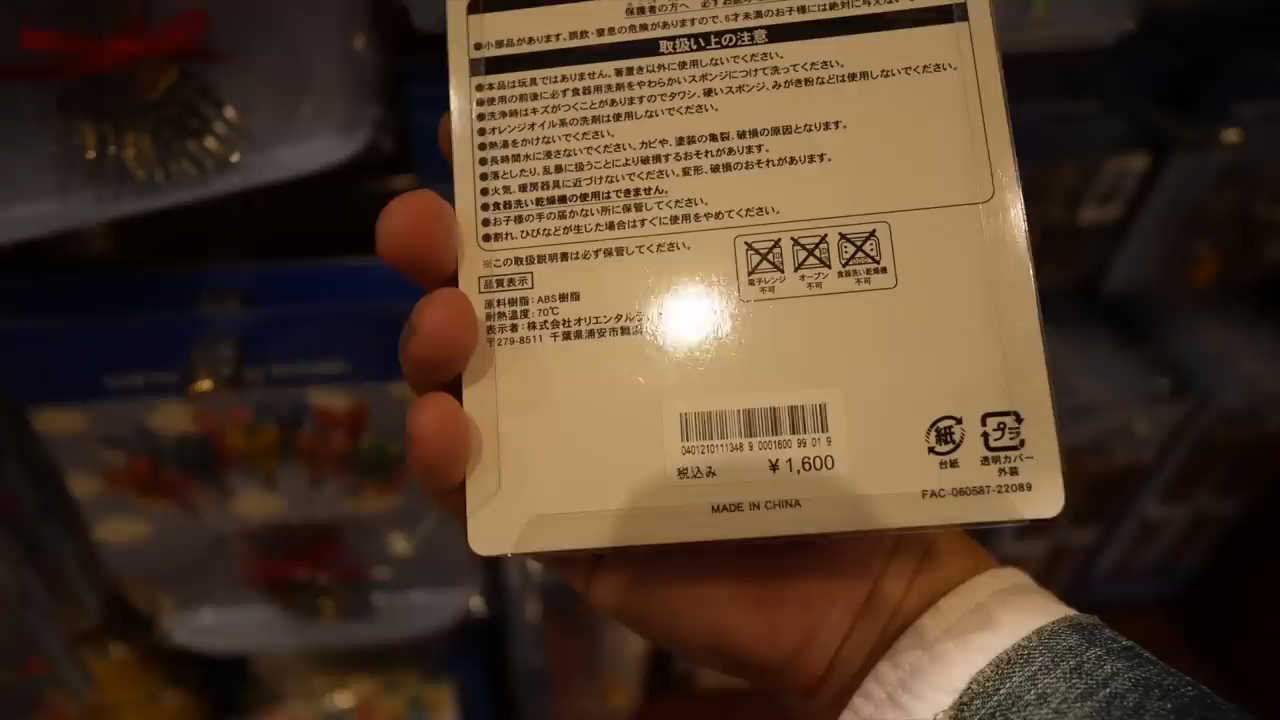 保護者の方へ 必ずお読み
●小部品があります。誤飲・窒息の危険がありますので、6才未満のお子様には絶対に与えない
取扱い上の注意
●本品は玩具ではありません。箸置き以外に使用しないでください。
●使用の前後に必ず食器用洗剤をやわらかいスポンジにつけて洗ってください。
●洗浄時はキズがつくことがありますのでタワシ、硬いスポンジ、みがき粉などは使用しないでください。
●オレンジオイル系の洗剤は使用しないでください。
●熱湯をかけないでください。
●長時間水に浸さないでください。カビや、塗装の亀裂、破損の原因となります。
●落としたり、乱暴に扱うことにより破損するおそれがあります。
●火気、暖房器具に近づけないでください。変形、破損のおそれがあります。
●食器洗い乾燥機の使用はできません。
●お子様の手の届かない所に保管してください。
●割れ、ひびなどが生じた場合はすぐに使用をやめてください。
※この取扱説明書は必ず保管してください。
電子レンジ不可
オーブン不可
食器洗い乾燥機不可
品質表示
原料樹脂：ABS樹脂
耐熱温度：70℃
表示者：株式会社オリエンタルラ
〒279-8511 千葉県浦安市舞浜
0401210111348 9 0001600 99 01 9
税込み ¥1,600
紙
台紙
プラ
透明カバー
外装
MADE IN CHINA
FAC-060587-22089